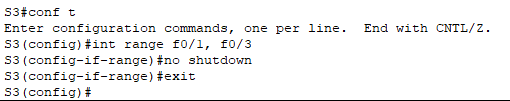 S3#conf t
Enter configuration commands, one per line.  End with CNTL/Z.
S3(config)#int range f0/1, f0/3
S3(config-if-range)#no shutdown
S3(config-if-range)#exit
S3(config)#